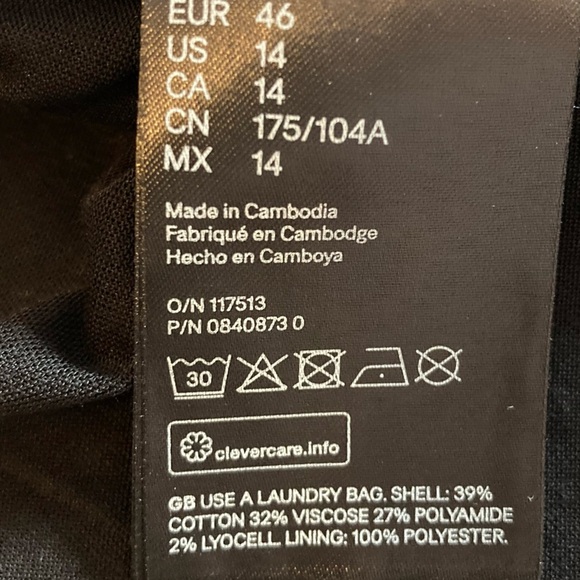 EUR 46
US 14
CA 14
CN 175/104A
MX 14
Made in Cambodia
Fabriqué en Cambodge
Hecho en Camboya
O/N 117513
P/N 0840873 0
30
clevercare.info
GB USE A LAUNDRY BAG. SHELL: 39%
COTTON 32% VISCOSE 27% POLYAMIDE
2% LYOCELL. LINING: 100% POLYESTER.